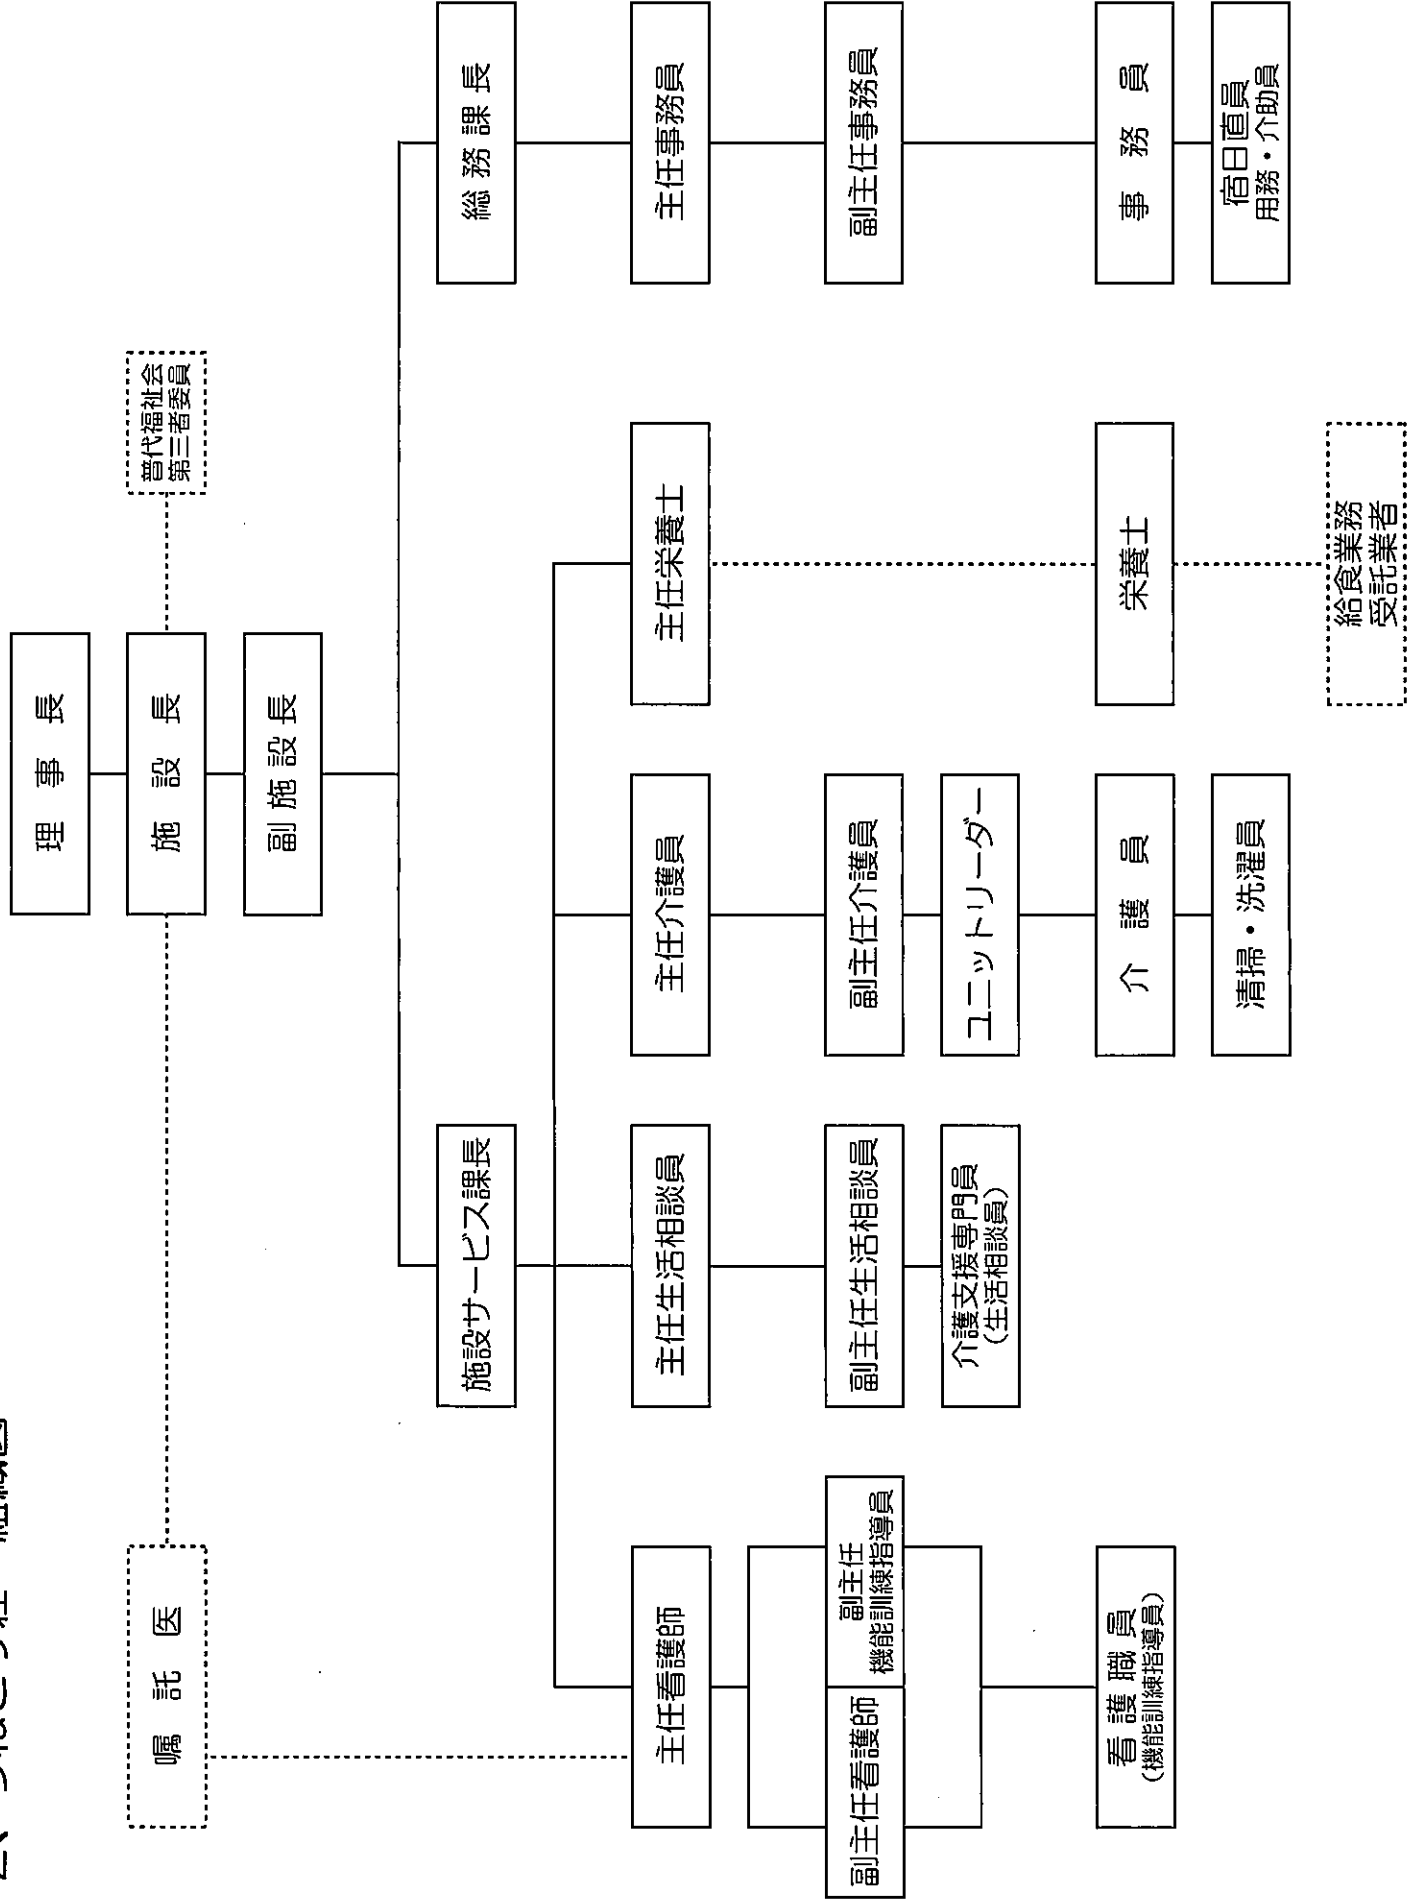 組織図
理事長
施設長
副施設長
嘱託医
普代福祉会
第三者委員
施設サービス課長
総務課長
主任看護師
主任生活相談員
主任介護員
主任栄養士
主任事務員
副主任看護師
副主任
機能訓練指導員
副主任生活相談員
副主任介護員
副主任事務員
介護支援専門員
（生活相談員）
ユニットリーダー
看護職員
（機能訓練指導員）
介護員
栄養士
事務員
清掃・洗濯員
宿日直員
用務・介助員
給食業務
受託業者